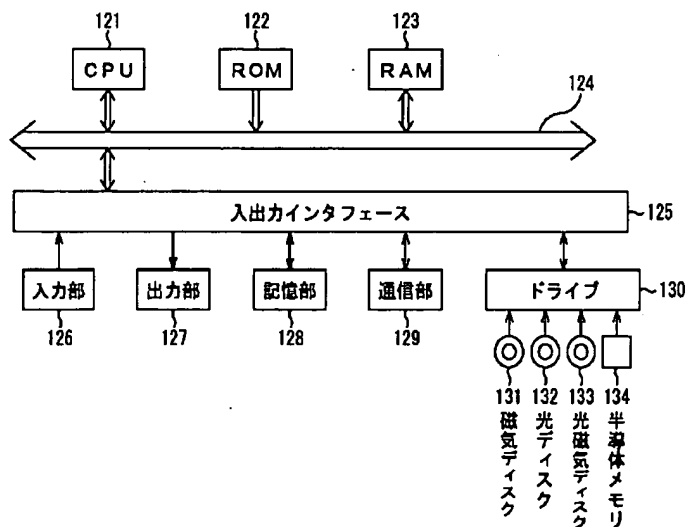 121
122
123
CPU
ROM
RAM
124
入出力インタフェース
125
入力部
出力部
記憶部
通信部
ドライブ
130
126
127
128
129
131
132
133
134
磁気ディスク
光ディスク
光磁気ディスク
半導体メモリ